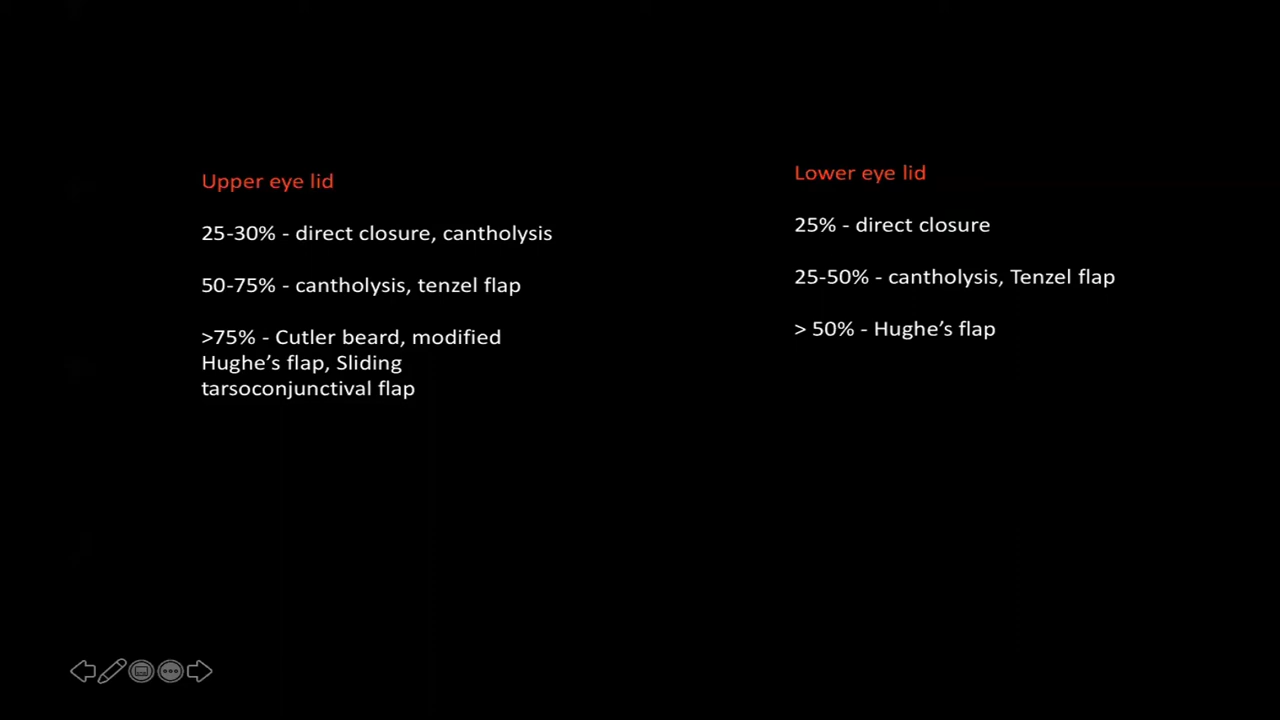 Upper eye lid
25-30% - direct closure, cantholysis
50-75% - cantholysis, tenzel flap
>75% - Cutler beard, modified
Hughe’s flap, Sliding
tarsoconjunctival flap
Lower eye lid
25% - direct closure
25-50% - cantholysis, Tenzel flap
> 50% - Hughe’s flap